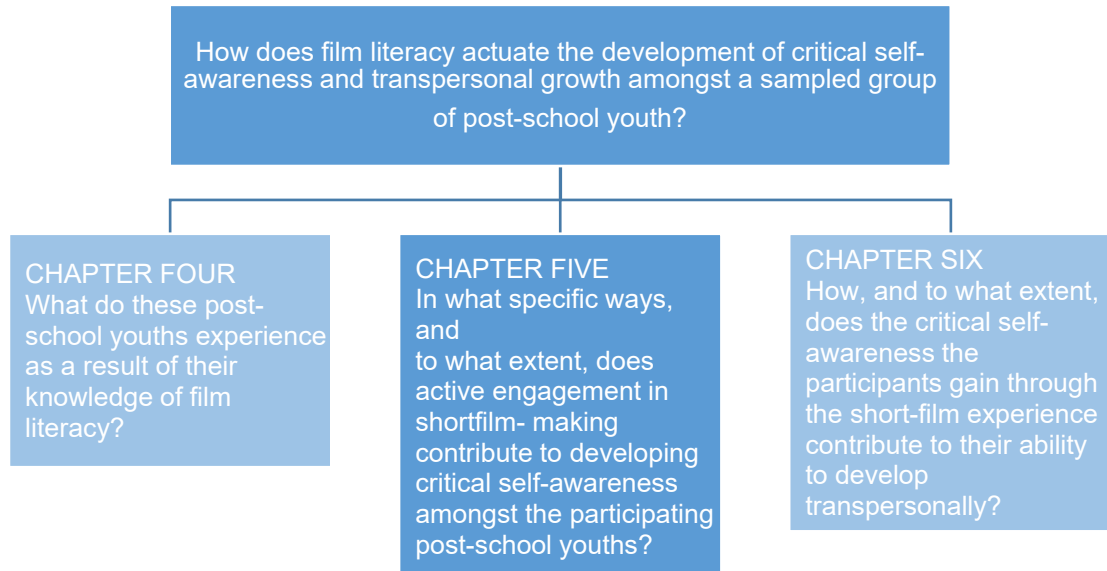 How does film literacy actuate the development of critical self-
awareness and transpersonal growth amongst a sampled group
of post-school youth?
CHAPTER FOUR
What do these post-
school youths experience
as a result of their
knowledge of film
literacy?
CHAPTER FIVE
In what specific ways,
and
to what extent, does
active engagement in
shortfilm- making
contribute to developing
critical self-awareness
amongst the participating
post-school youths?
CHAPTER SIX
How, and to what extent,
does the critical self-
awareness the
participants gain through
the short-film experience
contribute to their ability
to develop
transpersonally?